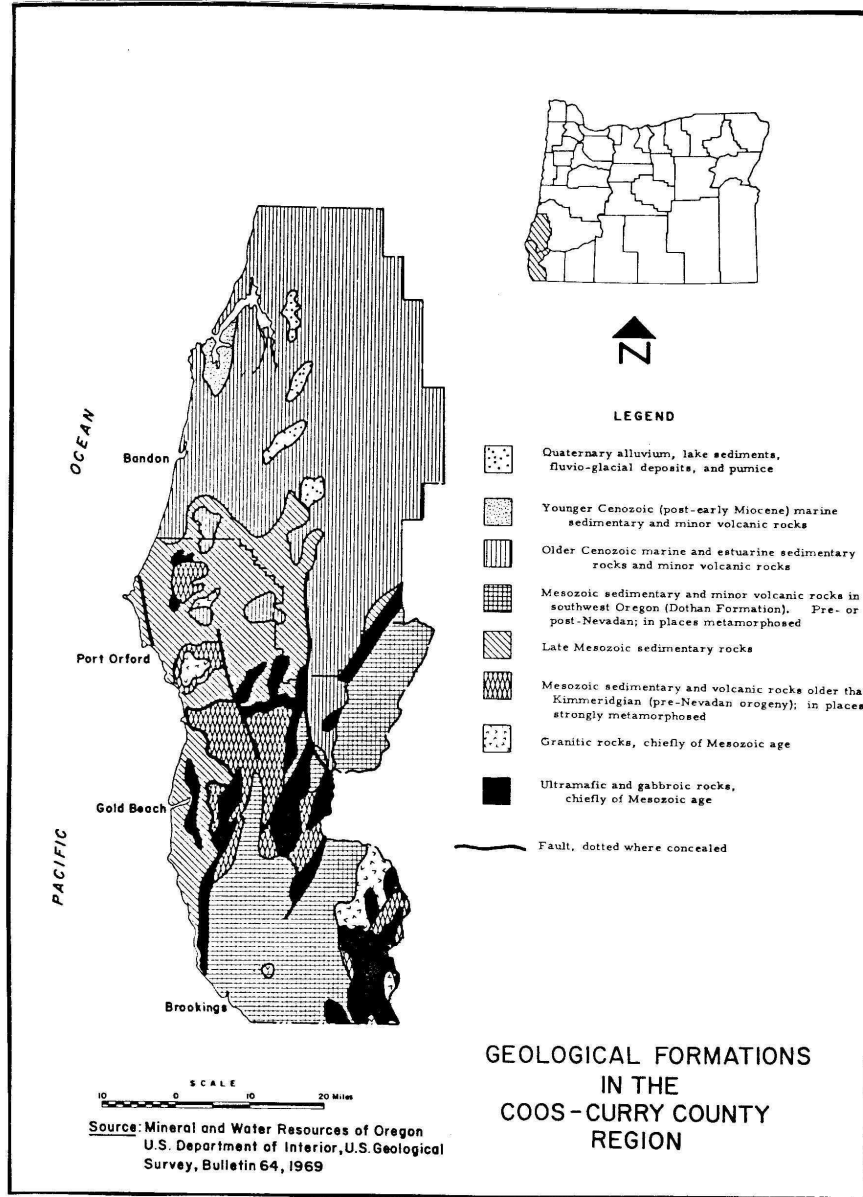 N
OCEAN
PACIFIC
Bandon
Port Orford
Gold Beach
Brookings
LEGEND
Quaternary alluvium, lake sediments,
fluvio-glacial deposits, and pumice
Younger Cenozoic (post-early Miocene) marine
sedimentary and minor volcanic rocks
Older Cenozoic marine and estuarine sedimentary
rocks and minor volcanic rocks
Mesozoic sedimentary and minor volcanic rocks in
southwest Oregon (Dothan Formation). Pre- or
post-Nevadan; in places metamorphosed
Late Mesozoic sedimentary rocks
Mesozoic sedimentary and volcanic rocks older tha
Kimmeridgian (pre-Nevadan orogeny); in places
strongly metamorphosed
Granitic rocks, chiefly of Mesozoic age
Ultramafic and gabbroic rocks,
chiefly of Mesozoic age
Fault, dotted where concealed
SCALE
10 0 10 20 Miles
Source: Mineral and Water Resources of Oregon
U.S. Department of Interior, U.S. Geological
Survey, Bulletin 64, 1969
GEOLOGICAL FORMATIONS
IN THE
COOS-CURRY COUNTY
REGION